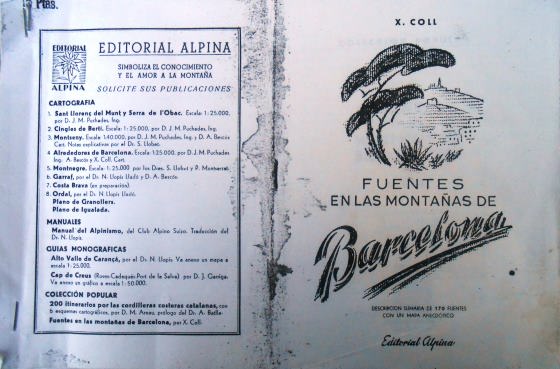 Ptas.
EDITORIAL
ALPINA
EDITORIAL ALPINA
SIMBOLIZA EL CONOCIMIENTO
Y EL AMOR A LA MONTAÑA
SOLICITE SUS PUBLICACIONES
CARTOGRAFIA
1. Sant Llorenç del Munt y Serra de l'Obac. Escala: 1:25.000,
por D. J. M. Puchades, Ing.
2. Cingles de Bertí. Escala: 1:25,000, por D. J. M. Puchades, Ing.
3. Montseny. Escala: 1:40.000, por D. J. M. Puchades, Ing. y D. A. Bescós
Cart. Notas explicativas por el Dr. S. Llobet.
4. Alrededores de Barcelona. Escala 1:25.000, por D. J. M. Puchades
Ing. A. Bescós y X. Coll, Cart.
5. Montnegre. Escala: 1:25.000 por los Dres. S. Llobet y P. Montserrat.
6. Garraf, por el Dr. N. Llopis Lladó y D. A. Bescós.
7. Costa Brava (en preparación).
8. Ordal, por el Dr. N. Llopis Lladó.
Plano de Granollers.
Plano de Igualada.
MANUALES
Manual del Alpinismo, del Club Alpino Suizo. Traducción del
Dr. N. Llopis.
GUIAS MONOGRAFICAS
Alto Valle de Carançá, por el Dr. N. Llopis Va anexo un mapa a
escala 1:25.000.
Cap de Creus (Roses-Cadaqués-Port de la Selva) por D. J. Garriga.
Va anexo un gráfico a escala 1:50.000.
COLECCIÓN POPULAR
200 itinerarios por las cordilleras costeras catalanas, con
6 esquemas cartográficos, por D. M. Arnau, prólogo del Dr. A. Batlle.
Fuentes en las montañas de Barcelona, por X. Coll.
X. COLL
FUENTES
EN LAS MONTAÑAS DE
Barcelona
DESCRIPCION SUMARIA DE 170 FUENTES
CON UN MAPA ANECDOTICO
Editorial Alpina